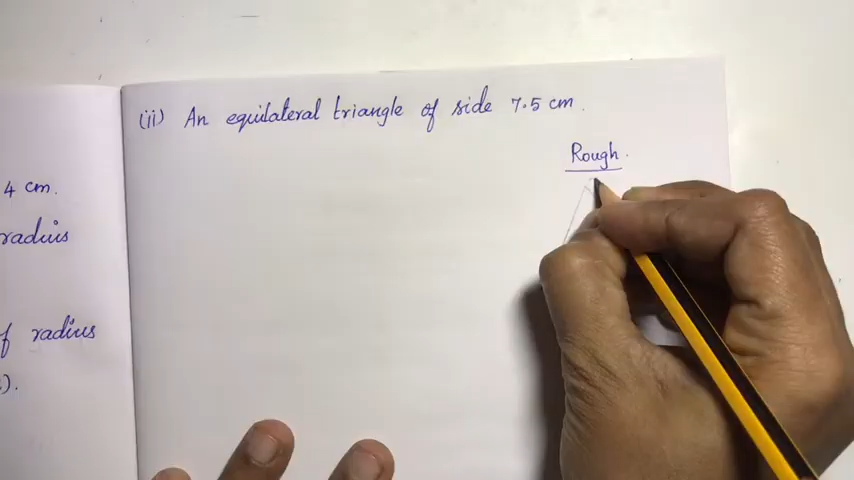 4 cm.
radius
f radius
).
(ii) An equilateral triangle of side 7.5 cm.
Rough.